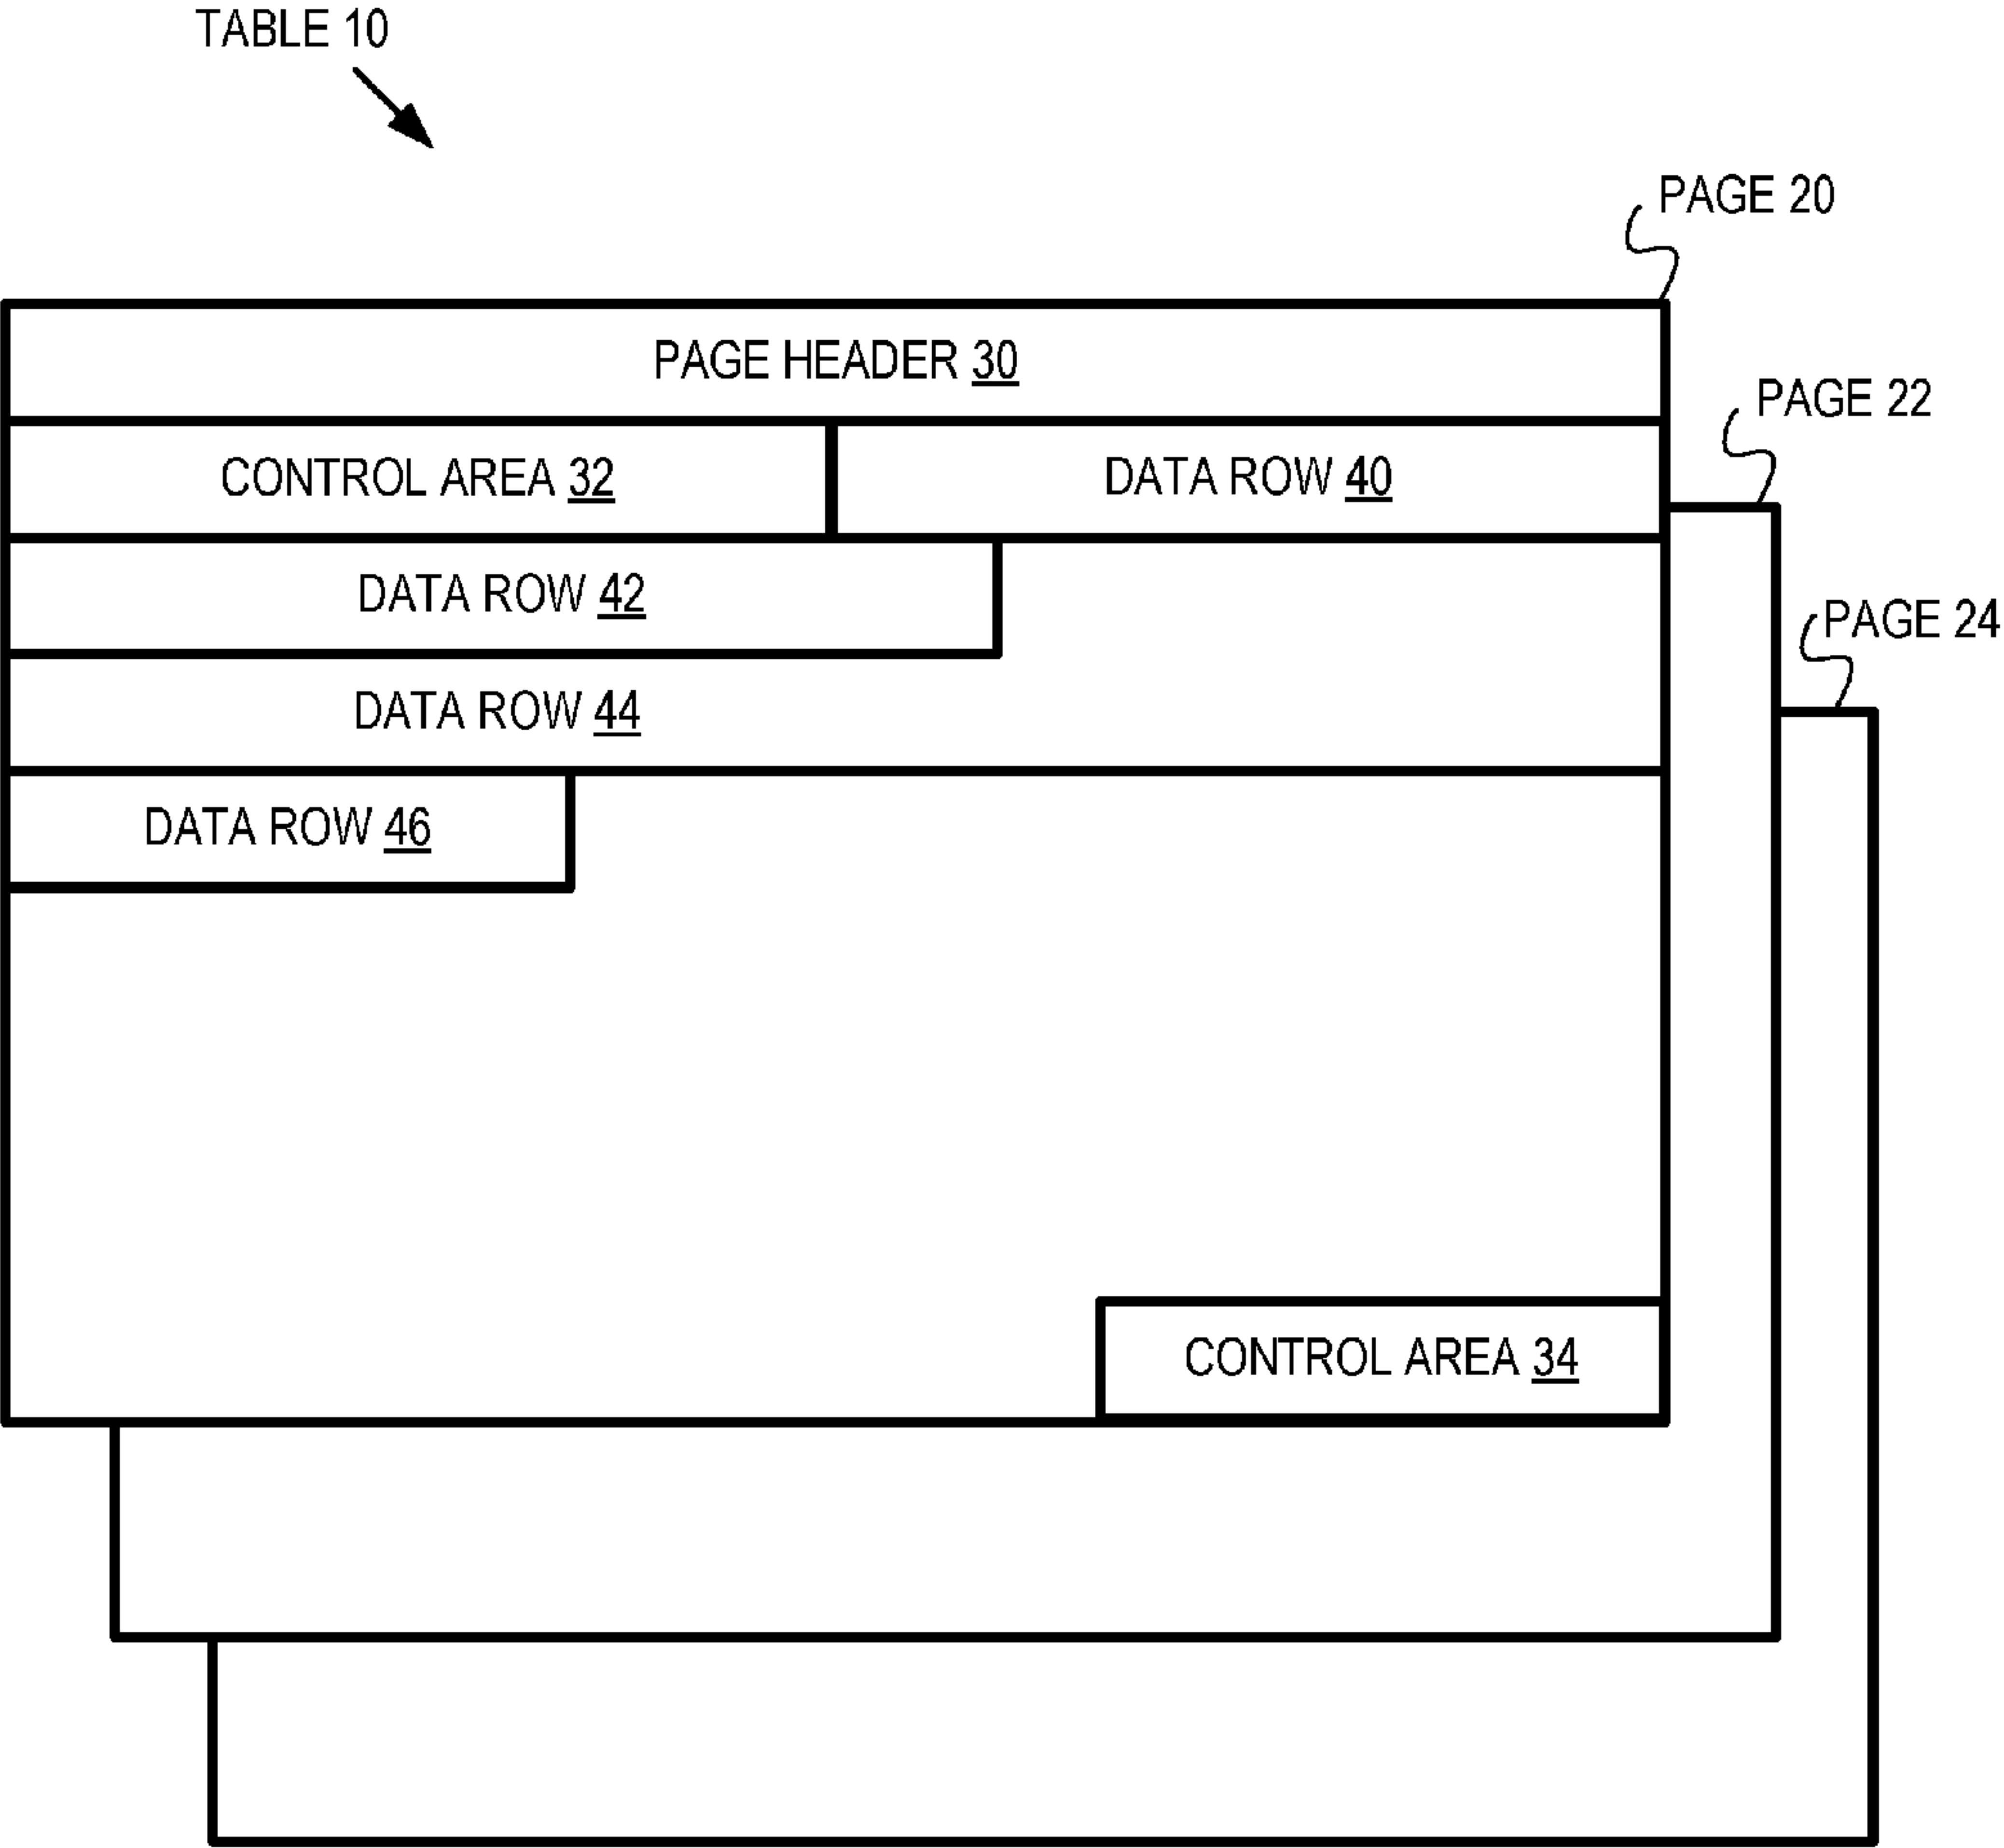 TABLE 10
PAGE 20
PAGE HEADER 30
PAGE 22
CONTROL AREA 32
DATA ROW 40
DATA ROW 42
PAGE 24
DATA ROW 44
DATA ROW 46
CONTROL AREA 34